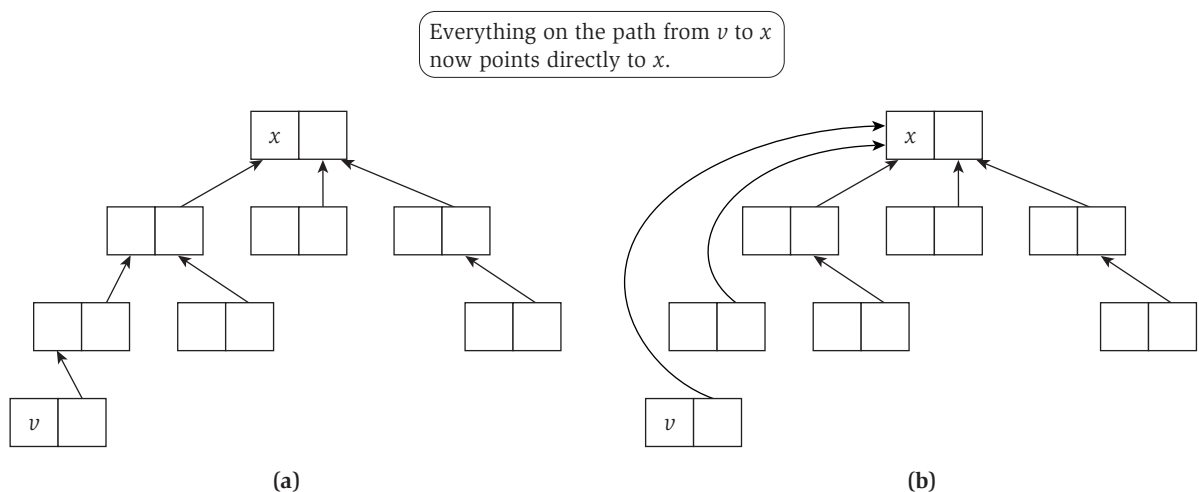 Everything on the path from v to x
now points directly to x.
x
x
v
v
(a)
(b)